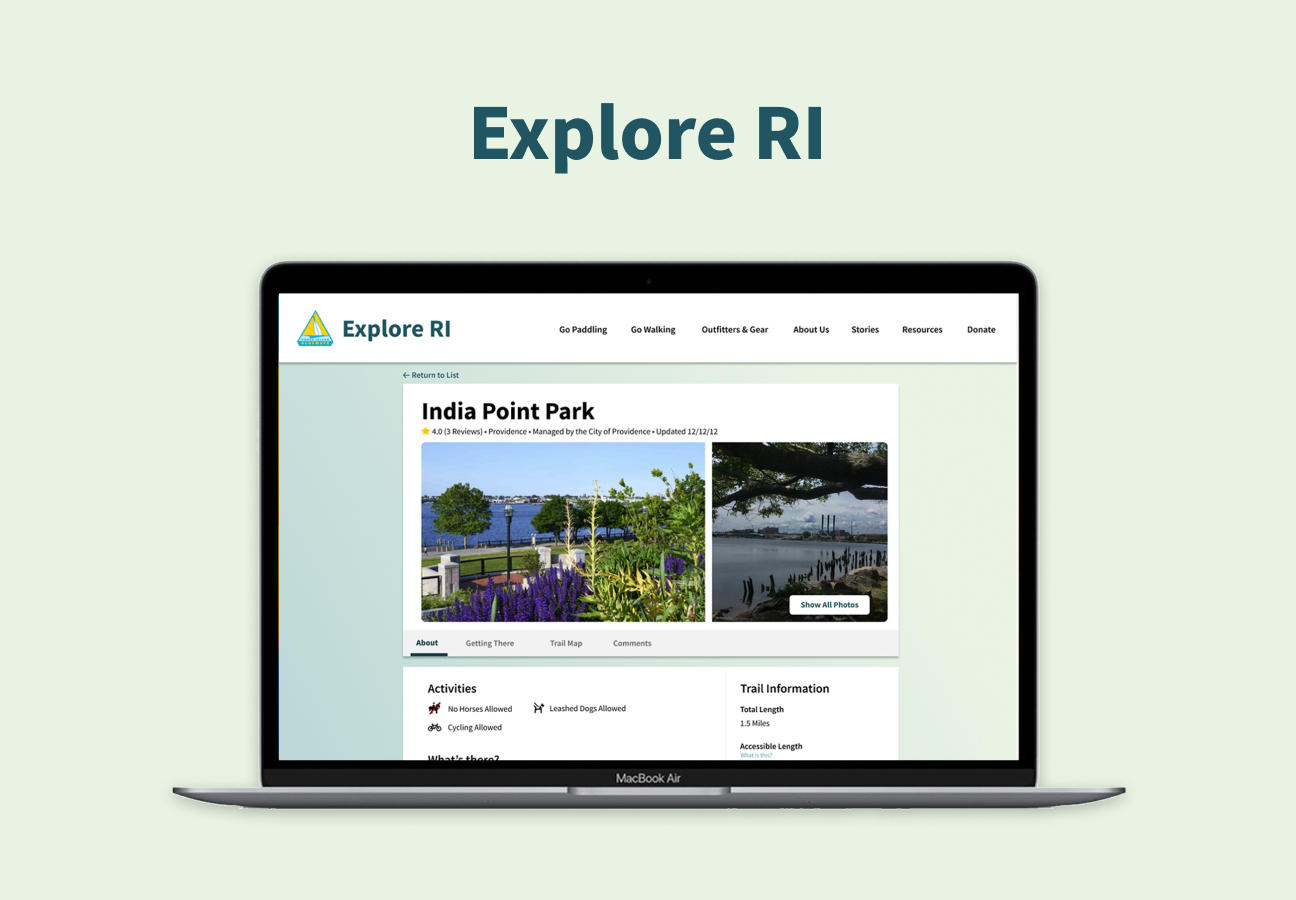 Explore RI
Explore RI
Go Paddling
Go Walking
Outfitters & Gear
About Us
Stories
Resources
Donate
← Return to List
India Point Park
4.0 (3 Reviews) • Providence • Managed by the City of Providence • Updated 12/12/12
Show All Photos
About
Getting There
Trail Map
Comments
Activities
No Horses Allowed
Leashed Dogs Allowed
Cycling Allowed
What's there?
Trail Information
Total Length
1.5 Miles
Accessible Length
What is this?
MacBook Air